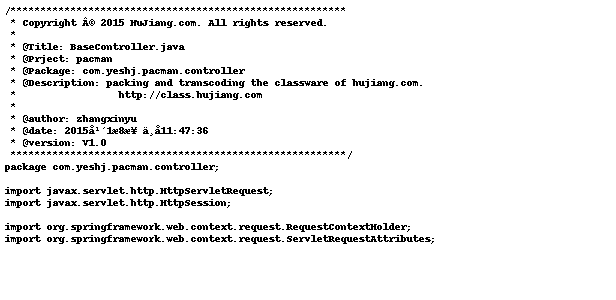 /********************************************************
 * Copyright Â© 2015 HuJiang.com. All rights reserved.
 *
 * @Title: BaseController.java
 * @Prject: pacman
 * @Package: com.yeshj.pacman.controller
 * @Description: packing and transcoding the classware of hujiang.com.
 *                 http://class.hujiang.com
 *
 * @author: zhangxinyu
 * @date: 2015å¹´1æ8æ¥ ä¸å11:47:36
 * @version: V1.0
 ********************************************************/
package com.yeshj.pacman.controller;
import javax.servlet.http.HttpServletRequest;
import javax.servlet.http.HttpSession;
import org.springframework.web.context.request.RequestContextHolder;
import org.springframework.web.context.request.ServletRequestAttributes;